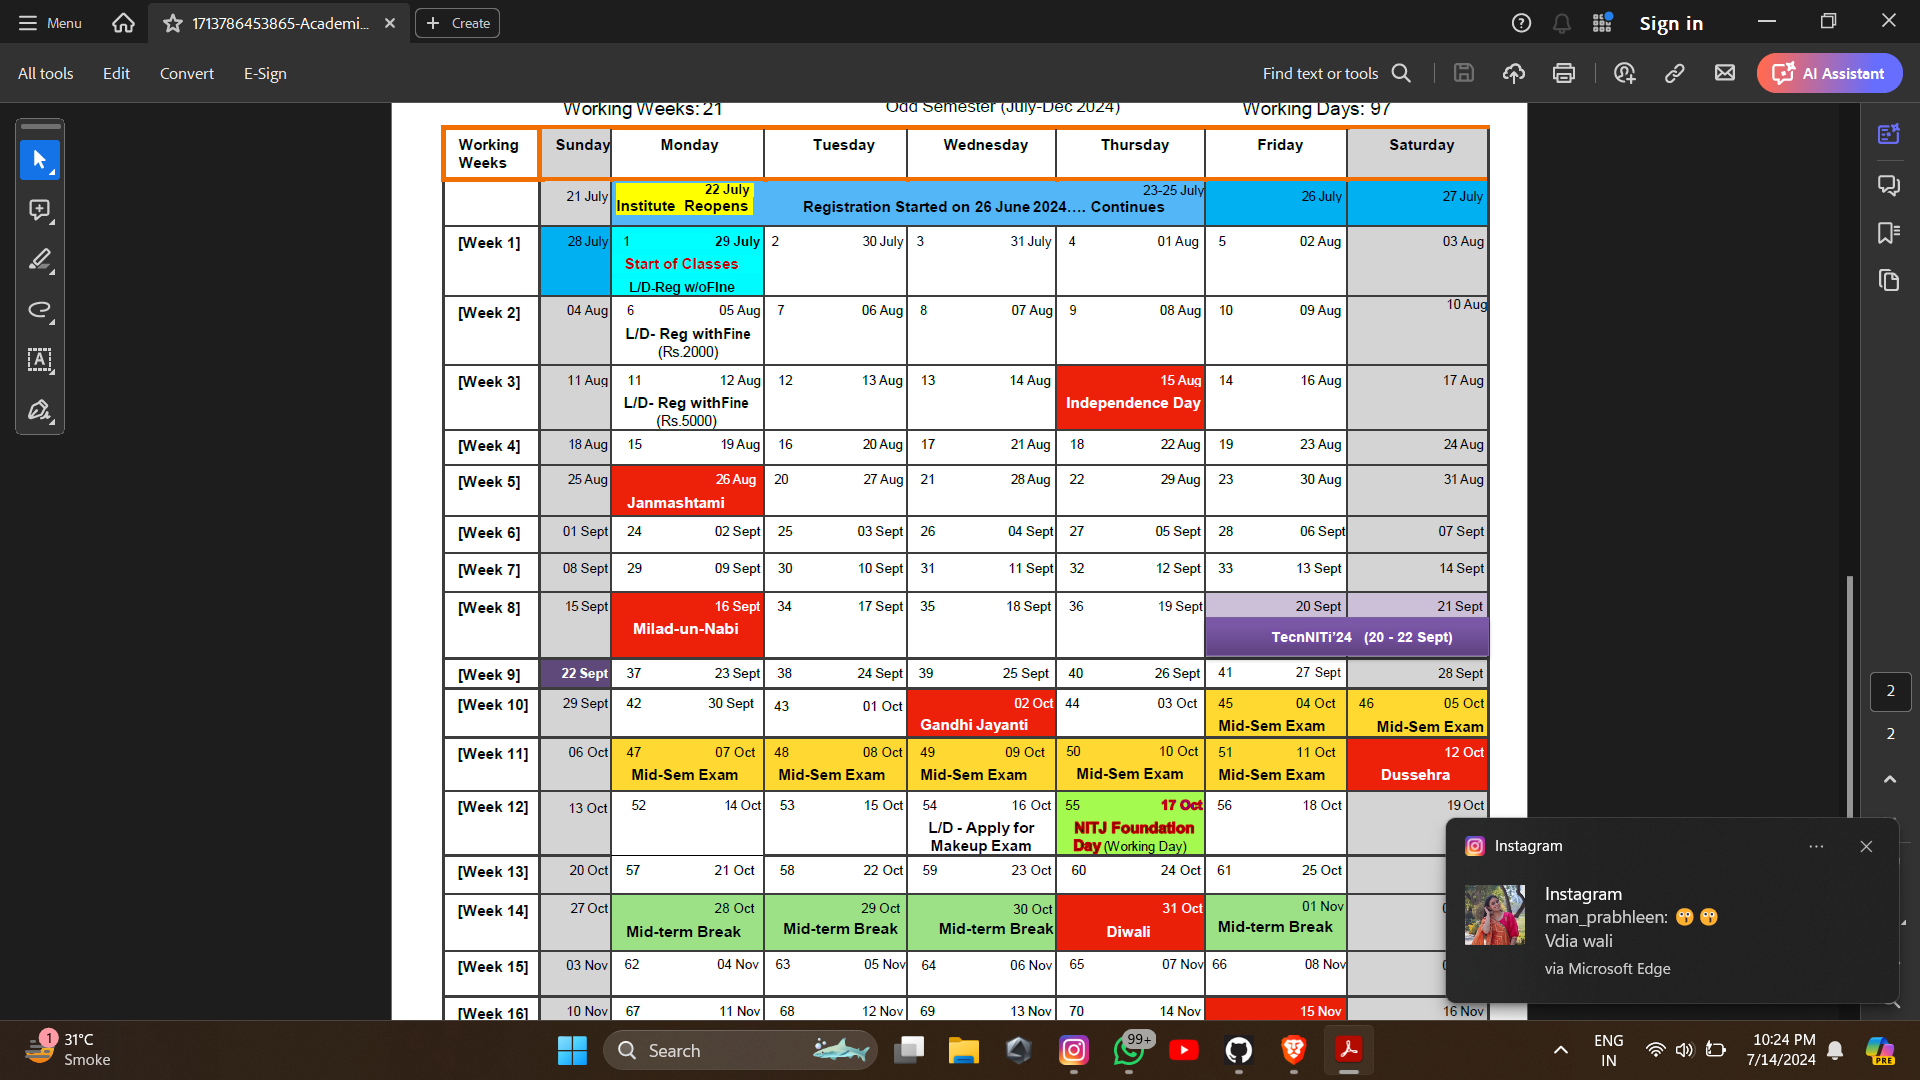 Menu
1713786453865-Academi...
Create
Sign in
All tools
Edit
Convert
E-Sign
Find text or tools
AI Assistant
Working Weeks: 21 Odd Semester (July-Dec 2024) Working Days: 97
Working Weeks Sunday Monday Tuesday Wednesday Thursday Friday Saturday
21 July 22 July 23-25 July 26 July 27 July
Institute Reopens Registration Started on 26 June 2024.... Continues
[Week 1] 28 July 1 29 July 2 30 July 3 31 July 4 01 Aug 5 02 Aug 03 Aug
Start of Classes
L/D-Reg w/oFine
[Week 2] 04 Aug 6 05 Aug 7 06 Aug 8 07 Aug 9 08 Aug 10 09 Aug 10 Aug
L/D- Reg withFine
(Rs.2000)
[Week 3] 11 Aug 11 12 Aug 12 13 Aug 13 14 Aug 15 Aug 14 16 Aug 17 Aug
L/D- Reg withFine Independence Day
(Rs.5000)
[Week 4] 18 Aug 15 19 Aug 16 20 Aug 17 21 Aug 18 22 Aug 19 23 Aug 24 Aug
[Week 5] 25 Aug 26 Aug 20 27 Aug 21 28 Aug 22 29 Aug 23 30 Aug 31 Aug
Janmashtami
[Week 6] 01 Sept 24 02 Sept 25 03 Sept 26 04 Sept 27 05 Sept 28 06 Sept 07 Sept
[Week 7] 08 Sept 29 09 Sept 30 10 Sept 31 11 Sept 32 12 Sept 33 13 Sept 14 Sept
[Week 8] 15 Sept 16 Sept 34 17 Sept 35 18 Sept 36 19 Sept 20 Sept 21 Sept
Milad-un-Nabi TecnNITi’24 (20 - 22 Sept)
[Week 9] 22 Sept 37 23 Sept 38 24 Sept 39 25 Sept 40 26 Sept 41 27 Sept 28 Sept
[Week 10] 29 Sept 42 30 Sept 43 01 Oct 02 Oct 44 03 Oct 45 04 Oct 46 05 Oct
Gandhi Jayanti Mid-Sem Exam Mid-Sem Exam
[Week 11] 06 Oct 47 07 Oct 48 08 Oct 49 09 Oct 50 10 Oct 51 11 Oct 12 Oct
Mid-Sem Exam Mid-Sem Exam Mid-Sem Exam Mid-Sem Exam Mid-Sem Exam Dussehra
[Week 12] 13 Oct 52 14 Oct 53 15 Oct 54 16 Oct 55 17 Oct 56 18 Oct 19 Oct
L/D - Apply for NITJ Foundation
Makeup Exam Day (Working Day)
[Week 13] 20 Oct 57 21 Oct 58 22 Oct 59 23 Oct 60 24 Oct 61 25 Oct
[Week 14] 27 Oct 28 Oct 29 Oct 30 Oct 31 Oct 01 Nov
Mid-term Break Mid-term Break Mid-term Break Diwali Mid-term Break
[Week 15] 03 Nov 62 04 Nov 63 05 Nov 64 06 Nov 65 07 Nov 66 08 Nov
[Week 16] 10 Nov 67 11 Nov 68 12 Nov 69 13 Nov 70 14 Nov 15 Nov 16 Nov
2
2
Instagram
Instagram
man_prabhleen: 🤫 🤫
Vdia wali
via Microsoft Edge
1
31°C
Smoke
Search
99+
ENG
IN
10:24 PM
7/14/2024
PRE